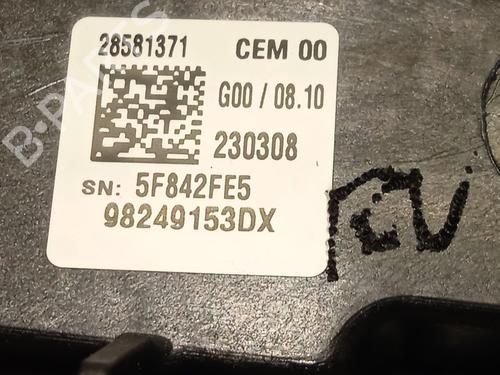 28581371 CEM 00
G00 / 08.10
230308
SN: 5F842FE5
98249153DX
B-PARTS